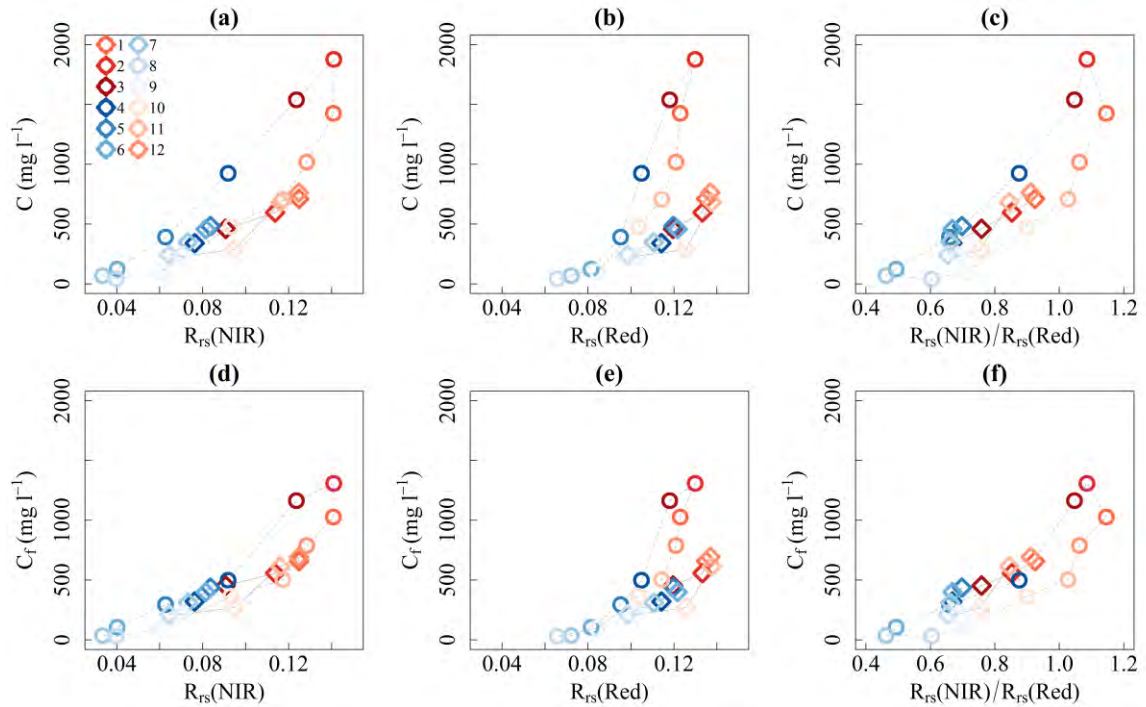 (a) (b) (c)
C (mg l⁻¹) C (mg l⁻¹) C (mg l⁻¹)
0 500 1000 2000
0 500 1000 2000
0 500 1000 2000
1 7
2 8
3 9
4 10
5 11
6 12
0.04 0.08 0.12 0.04 0.08 0.12 0.4 0.6 0.8 1.0 1.2
Rrs(NIR) Rrs(Red) Rrs(NIR)/Rrs(Red)
(d) (e) (f)
Cf (mg l⁻¹) Cf (mg l⁻¹) Cf (mg l⁻¹)
0 500 1000 2000
0 500 1000 2000
0 500 1000 2000
0.04 0.08 0.12 0.04 0.08 0.12 0.4 0.6 0.8 1.0 1.2
Rrs(NIR) Rrs(Red) Rrs(NIR)/Rrs(Red)